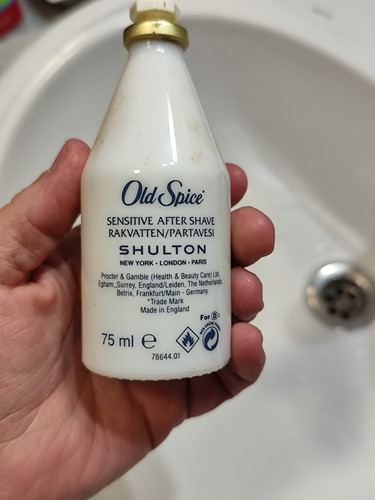 Old Spice
SENSITIVE AFTER SHAVE
RAKVATTEN/PARTAVESI
SHULTON
NEW YORK • LONDON • PARIS
Procter & Gamble (Health & Beauty Care) Ltd.,
Egham, Surrey, England/Leiden, The Netherlands
Betrix, Frankfurt/Main - Germany
*Trade Mark
Made in England
For
75 ml e
78644.01